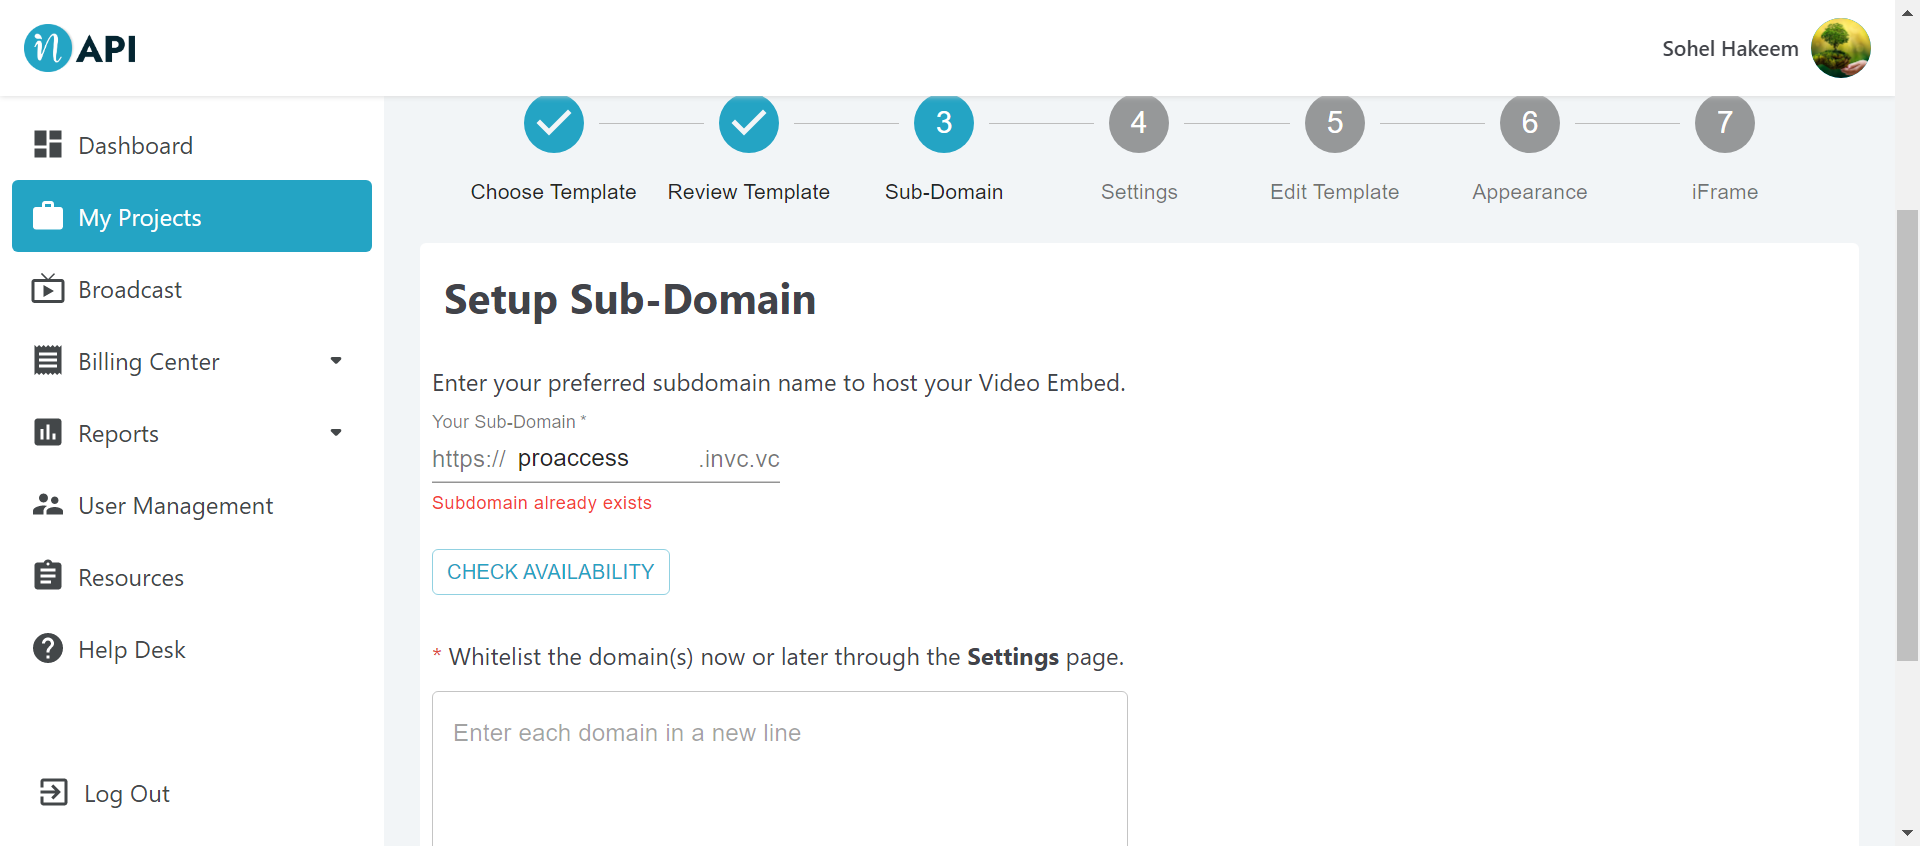 in API
Sohel Hakeem
Dashboard
My Projects
Broadcast
Billing Center
Reports
User Management
Resources
Help Desk
Log Out
3 4 5 6 7
Choose Template Review Template Sub-Domain Settings Edit Template Appearance iFrame
Setup Sub-Domain
Enter your preferred subdomain name to host your Video Embed.
Your Sub-Domain *
https:// proaccess .invc.vc
Subdomain already exists
CHECK AVAILABILITY
* Whitelist the domain(s) now or later through the Settings page.
Enter each domain in a new line